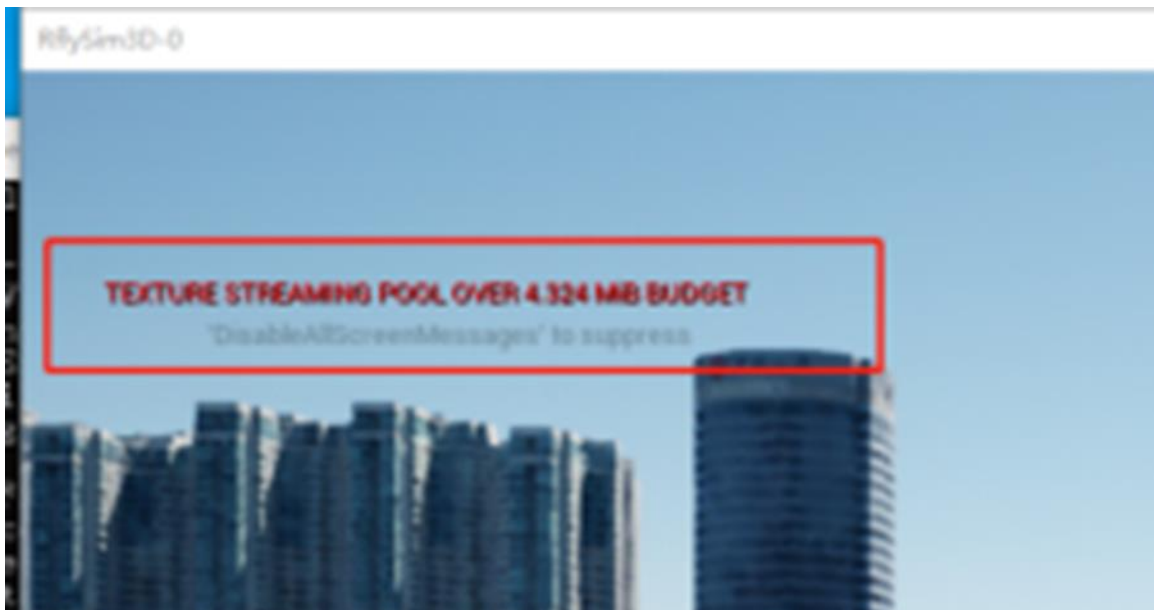 RflySim3D-0
TEXTURE STREAMING POOL OVER 4.324 MiB BUDGET
'DisableAllScreenMessages' to suppress